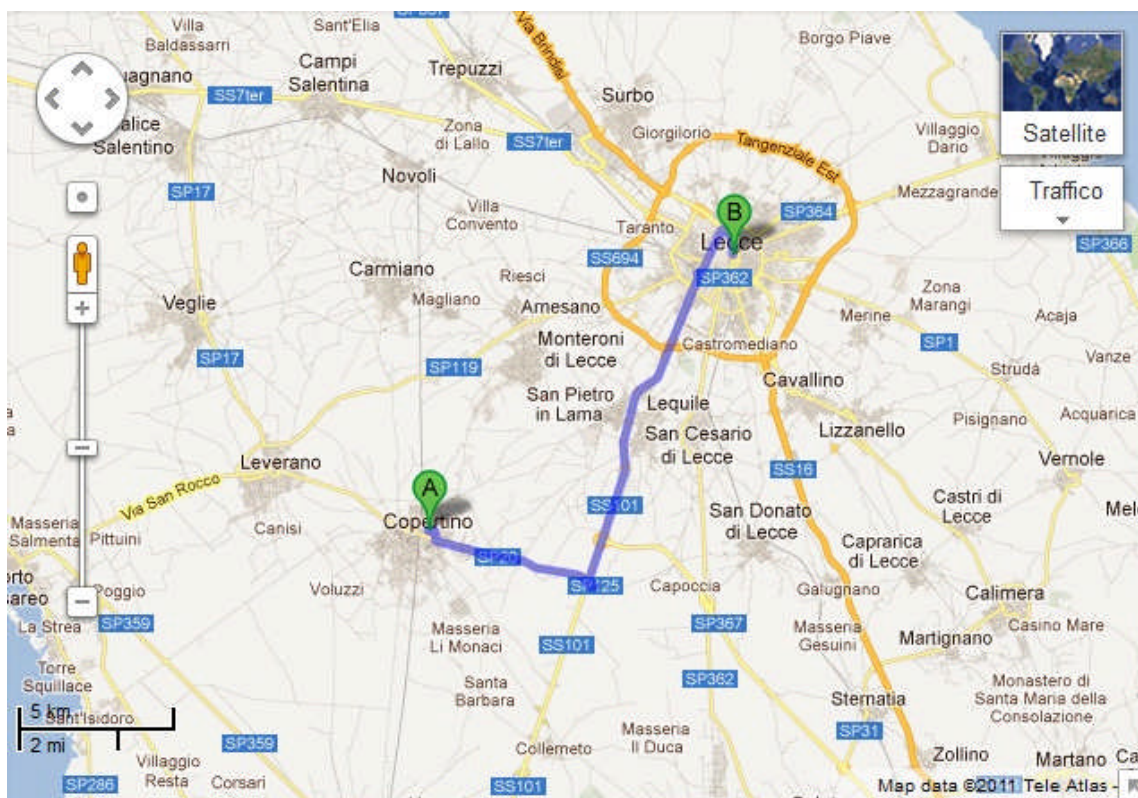 Villa
Baldassarri
Sant'Elia
Borgo Piave
Via Brindisi
Campi
Salentina
Trepuzzi
Surbo
Satellite
Traffico
SS7ter
Zona
di Lallo
SS7ter
Giorgilorio
Tangenziale Est
Villaggio
Dario
Salentino
SP17
Novoli
Villa
Convento
Taranto
B
SP364
Mezzagrande
SP366
Lecce
SS694
SP362
Carmiano
Riesci
Magliano
Arnesano
Veglie
Zona
Marangi
Merine
Acaja
SP17
SP119
Monteroni
di Lecce
Castromediano
SP1
Vanze
Strudà
San Pietro
in Lama
Lequile
Cavallino
Pisignano
Acquarica
San Cesario
di Lecce
Lizzanello
Leverano
Via San Rocco
SS16
Vernole
A
Copertino
SS101
San Donato
di Lecce
Castri di
Lecce
Masseria
Salmenta
Pittuini
Canisi
SP20
Caprarica
di Lecce
Poggio
Voluzzi
SP125
Capoccia
Galugnano
Calimera
La Strea
SP359
Masseria
Li Monaci
SS101
SP367
Masseria
Gesuini
Martignano
Casino Mare
Torre
Squillace
Santa
Barbara
SP362
Sternatia
Monastero di
Santa Maria della
Consolazione
5 km
Sant'Isidoro
2 mi
SP359
Collemeto
Masseria
Il Duca
SP31
Zollino
Martano
Villaggio
Resta
SP286
Corsari
SS101
Map data ©2011 Tele Atlas -